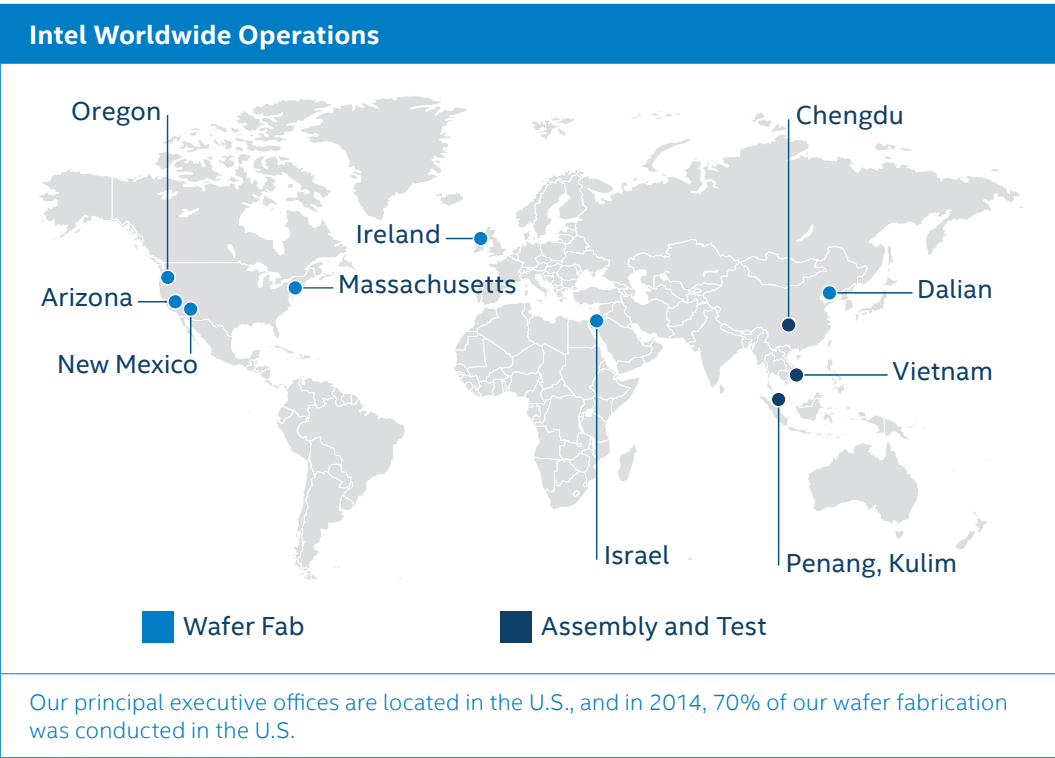 Intel Worldwide Operations
Oregon
Chengdu
Ireland
Massachusetts
Arizona
Dalian
New Mexico
Vietnam
Israel
Penang, Kulim
Wafer Fab
Assembly and Test
Our principal executive offices are located in the U.S., and in 2014, 70% of our wafer fabrication
was conducted in the U.S.